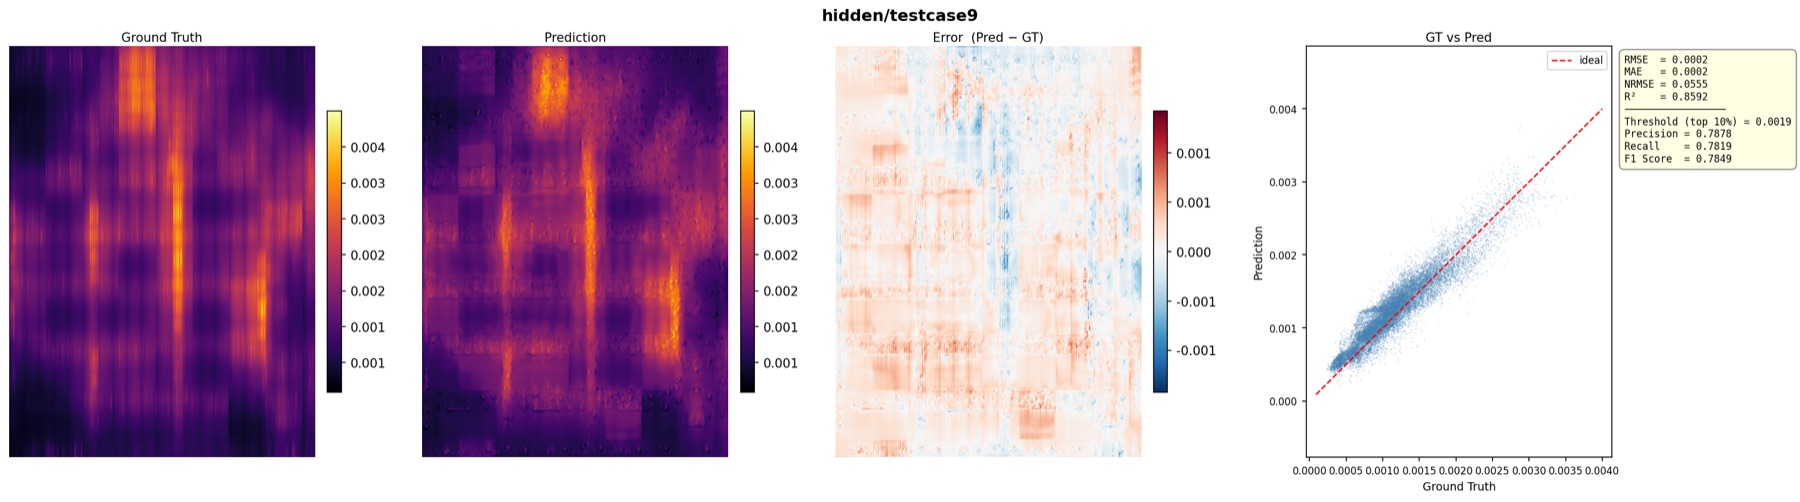 hidden/testcase9
Ground Truth
0.004
0.003
0.003
0.002
0.002
0.001
0.001
Prediction
0.004
0.003
0.003
0.002
0.002
0.001
0.001
Error (Pred − GT)
0.001
0.001
0.000
-0.001
-0.001
GT vs Pred
ideal
Prediction
0.004
0.003
0.002
0.001
0.000
0.0000 0.0005 0.0010 0.0015 0.0020 0.0025 0.0030 0.0035 0.0040
Ground Truth
RMSE = 0.0002
MAE = 0.0002
NRMSE = 0.0555
R² = 0.8592
Threshold (top 10%) = 0.0019
Precision = 0.7878
Recall = 0.7819
F1 Score = 0.7849